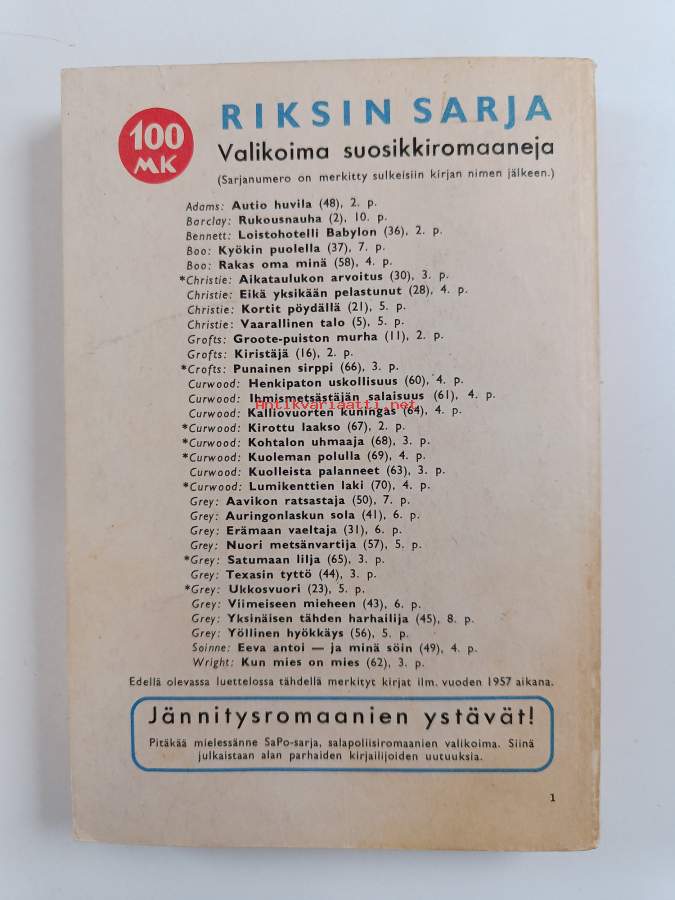 100
MK
RIKSIN SARJA
Valikoima suosikkiromaaneja
(Sarjanumero on merkitty sulkeisiin kirjan nimen jälkeen.)
Adams: Autio huvila (48), 2. p.
Barclay: Rukousnauha (2), 10. p.
Bennett: Loistohotelli Babylon (36), 2. p.
Boo: Kyökin puolella (37), 7. p.
Boo: Rakas oma minä (58), 4. p.
*Christie: Aikataulukon arvoitus (30), 3. p.
Christie: Eikä yksikään pelastunut (28), 4. p.
Christie: Kortit pöydällä (21), 5. p.
Christie: Vaarallinen talo (5), 5. p.
Grofts: Groote-puiston murha (11), 2. p.
Grofts: Kiristäjä (16), 2. p.
*Crofts: Punainen sirppi (66), 3. p.
Curwood: Henkipaton uskollisuus (60), 4. p.
Curwood: Ihmismetsästäjän salaisuus (61), 4. p.
Antikvariaatti.net
Curwood: Kalliovuorten kuningas (64), 4. p.
*Curwood: Kirottu laakso (67), 2. p.
*Curwood: Kohtalon uhmaaja (68), 3. p.
*Curwood: Kuoleman polulla (69), 4. p.
Curwood: Kuolleista palanneet (63), 3. p.
*Curwood: Lumikenttien laki (70), 4. p.
Grey: Aavikon ratsastaja (50), 7. p.
Grey: Auringonlaskun sola (41), 6. p.
Grey: Erämaan vaeltaja (31), 6. p.
Grey: Nuori metsänvartija (57), 5. p.
*Grey: Satumaan lilja (65), 3. p.
Grey: Texasin tyttö (44), 3. p.
*Grey: Ukkosvuori (23), 5. p.
Grey: Viimeiseen mieheen (43), 6. p.
Grey: Yksinäisen tähden harhailija (45), 8. p.
Grey: Yöllinen hyökkäys (56), 5. p.
Soinne: Eeva antoi — ja minä söin (49), 4. p.
Wright: Kun mies on mies (62), 3. p.
Edellä olevassa luettelossa tähdellä merkityt kirjat ilm. vuoden 1957 aikana.
Jännitysromaanien ystävät!
Pitäkää mielessänne SaPo-sarja, salapoliisiromaanien valikoima. Siinä
julkaistaan alan parhaiden kirjailijoiden uutuuksia.
1